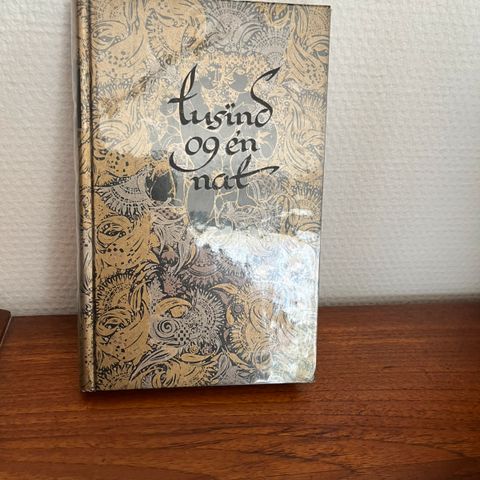 tusind
og én
nat